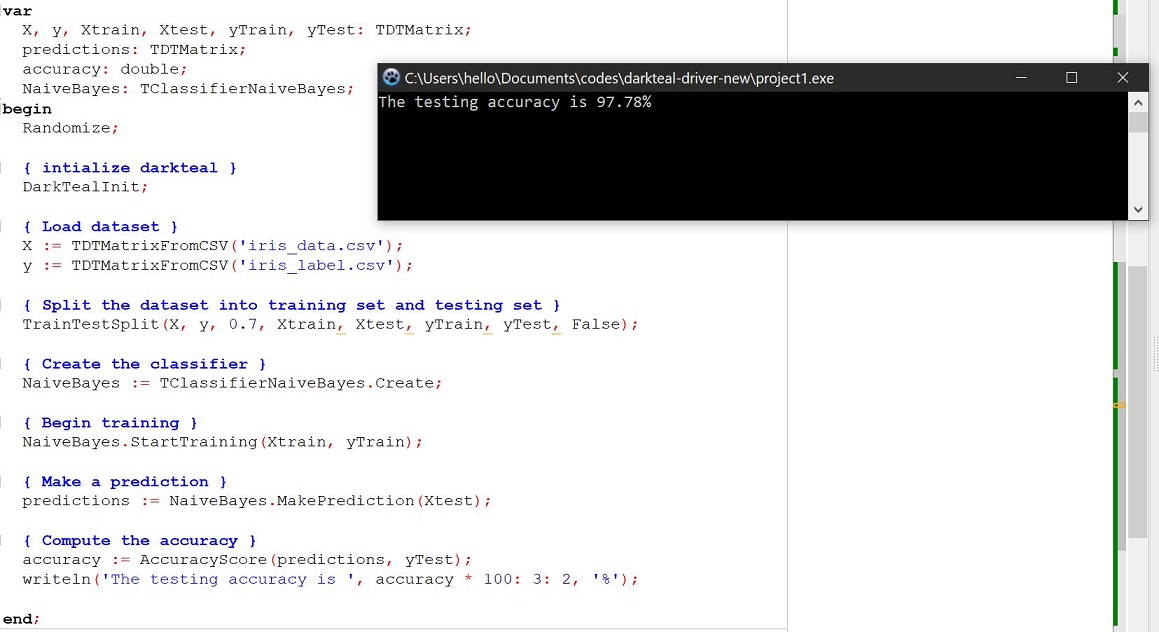 var
X, y, Xtrain, Xtest, yTrain, yTest: TDTMatrix;
predictions: TDTMatrix;
accuracy: double;
NaiveBayes: TClassifierNaiveBayes;
begin
Randomize;
{ intialize darkteal }
DarkTealInit;
{ Load dataset }
X := TDTMatrixFromCSV('iris_data.csv');
y := TDTMatrixFromCSV('iris_label.csv');
{ Split the dataset into training set and testing set }
TrainTestSplit(X, y, 0.7, Xtrain, Xtest, yTrain, yTest, False);
{ Create the classifier }
NaiveBayes := TClassifierNaiveBayes.Create;
{ Begin training }
NaiveBayes.StartTraining(Xtrain, yTrain);
{ Make a prediction }
predictions := NaiveBayes.MakePrediction(Xtest);
{ Compute the accuracy }
accuracy := AccuracyScore(predictions, yTest);
writeln('The testing accuracy is ', accuracy * 100: 3: 2, '%');
end;
C:\Users\hello\Documents\codes\darkteal-driver-new\project1.exe
The testing accuracy is 97.78%